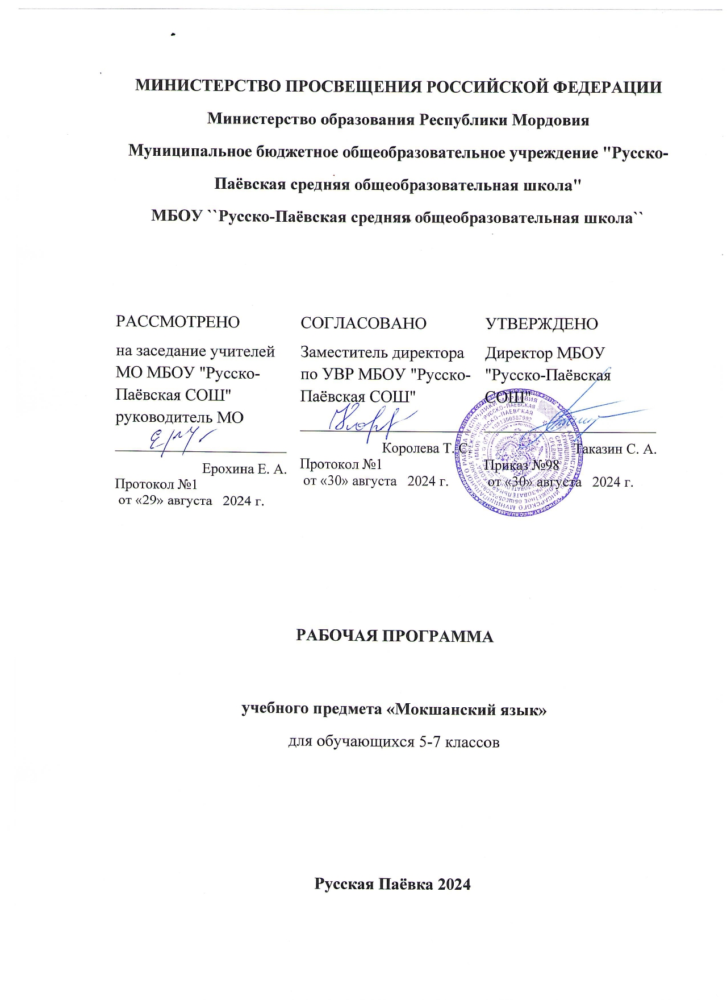 МИНИСТЕРСТВО ПРОСВЕЩЕНИЯ РОССИЙСКОЙ ФЕДЕРАЦИИ
Министерство образования Республики Мордовия
Муниципальное бюджетное общеобразовательное учреждение "Русско-
Паёвская средняя общеобразовательная школа"
МБОУ ``Русско-Паёвская средняя общеобразовательная школа``
РАССМОТРЕНО
на заседание учителей
МО МБОУ "Русско-
Паёвская СОШ"
руководитель МО
Ерохина Е. А.
Протокол №1
от «29» августа 2024 г.
СОГЛАСОВАНО
Заместитель директора
по УВР МБОУ "Русско-
Паёвская СОШ"
Королева Т. С.
Протокол №1
от «30» августа 2024 г.
УТВЕРЖДЕНО
Директор МБОУ
"Русско-Паёвская
СОШ"
Таказин С. А.
Приказ №98
от «30» августа 2024 г.
РАБОЧАЯ ПРОГРАММА
учебного предмета «Мокшанский язык»
для обучающихся 5-7 классов
Русская Паёвка 2024